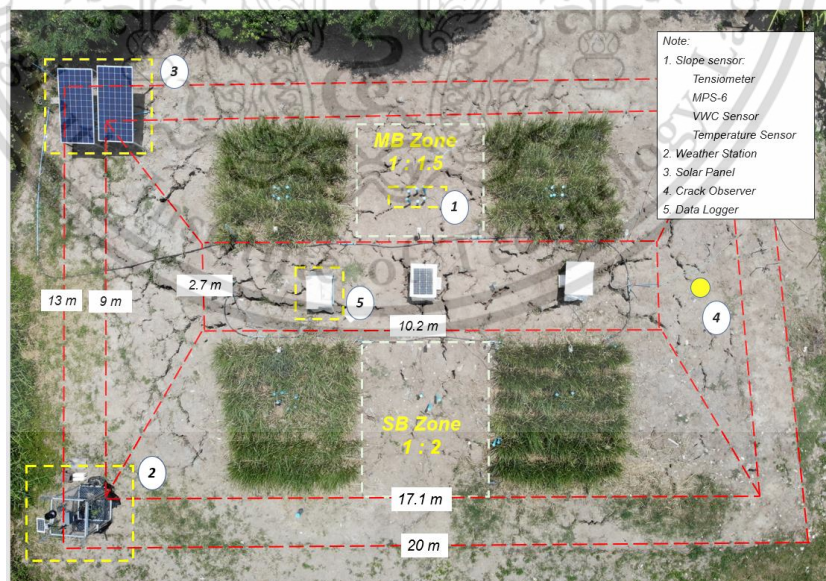 Note:
1. Slope sensor:
Tensiometer
MPS-6
VWC Sensor
Temperature Sensor
2. Weather Station
3. Solar Panel
4. Crack Observer
5. Data Logger
3
MB Zone
1 : 1.5
1
2.7 m
13 m
9 m
5
10.2 m
4
SB Zone
1 : 2
2
17.1 m
20 m